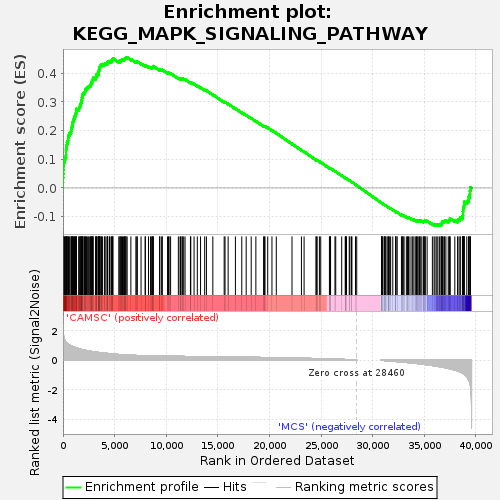 Enrichment plot:
KEGG_MAPK_SIGNALING_PATHWAY
Enrichment score (ES)
0.4
0.3
0.2
0.1
0.0
-0.1
'CAMSC' (positively correlated)
Ranked list metric (Signal2Noise)
2
0
-2
-4
Zero cross at 28460
'MCS' (negatively correlated)
0
5,000
10,000
15,000
20,000
25,000
30,000
35,000
40,000
Rank in Ordered Dataset
Enrichment profile
Hits
Ranking metric scores